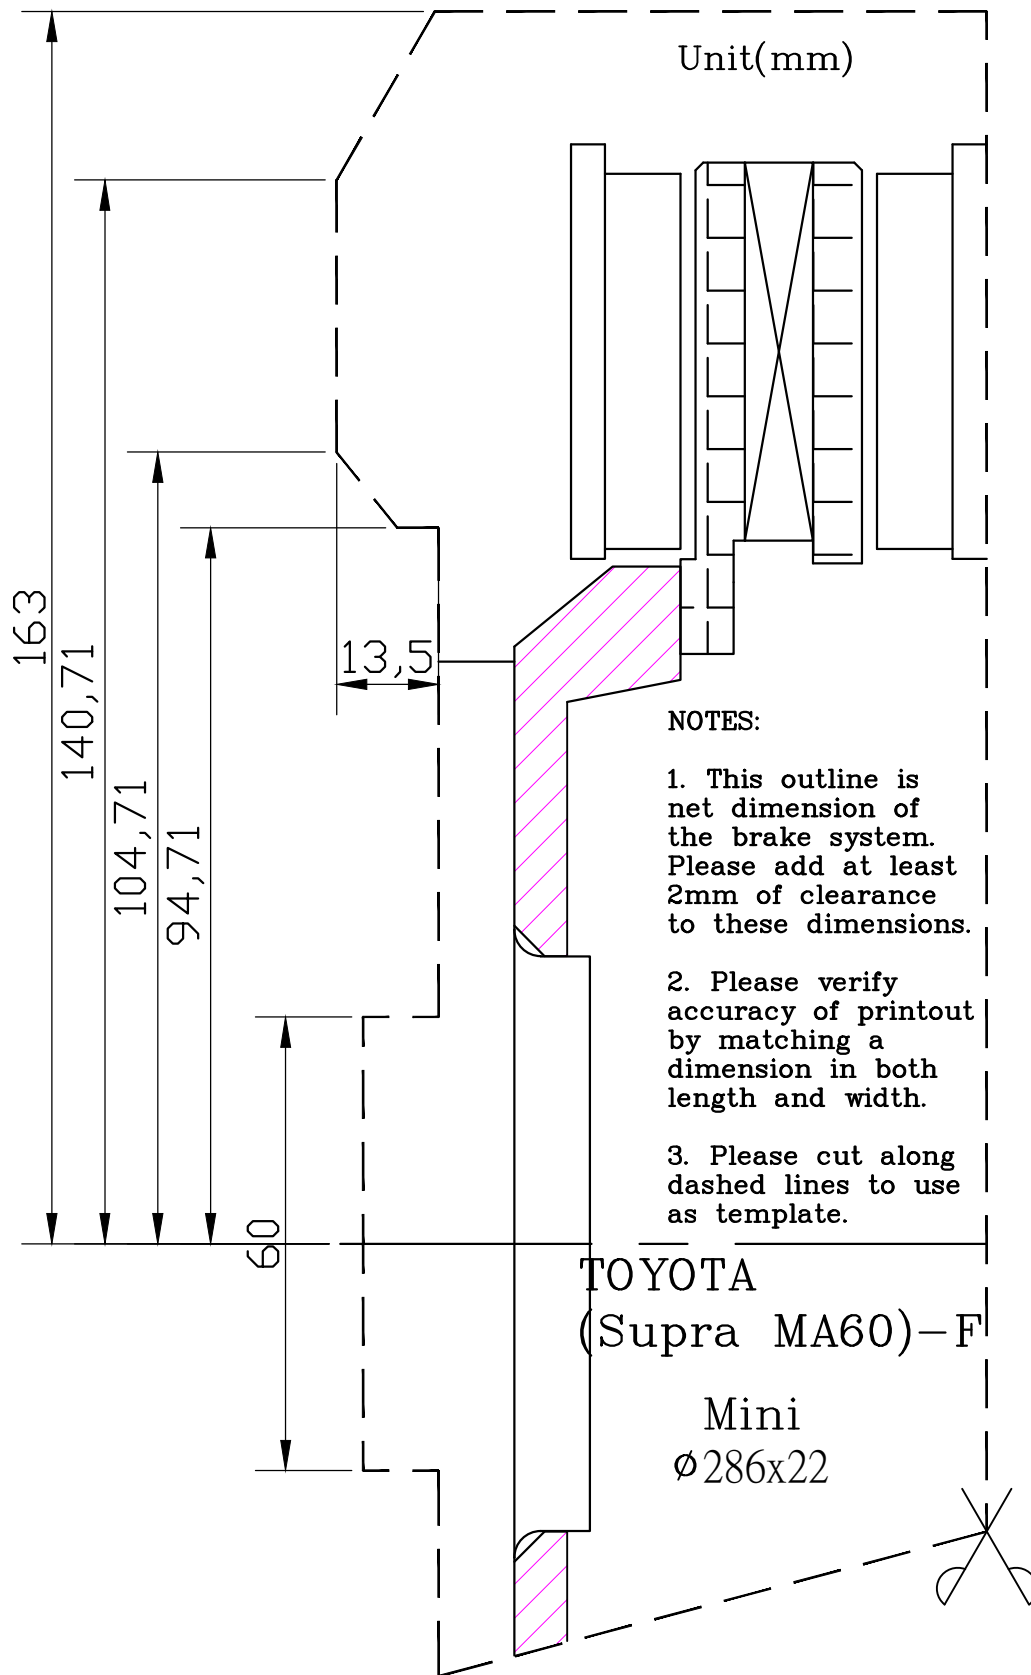 Unit(mm)
163
140,71
104,71
94,71
13,5
60
NOTES:
1. This outline is
net dimension of
the brake system.
Please add at least
2mm of clearance
to these dimensions.
2. Please verify
accuracy of printout
by matching a
dimension in both
length and width.
3. Please cut along
dashed lines to use
as template.
TOYOTA
(Supra MA60)-F
Mini
ϕ286x22